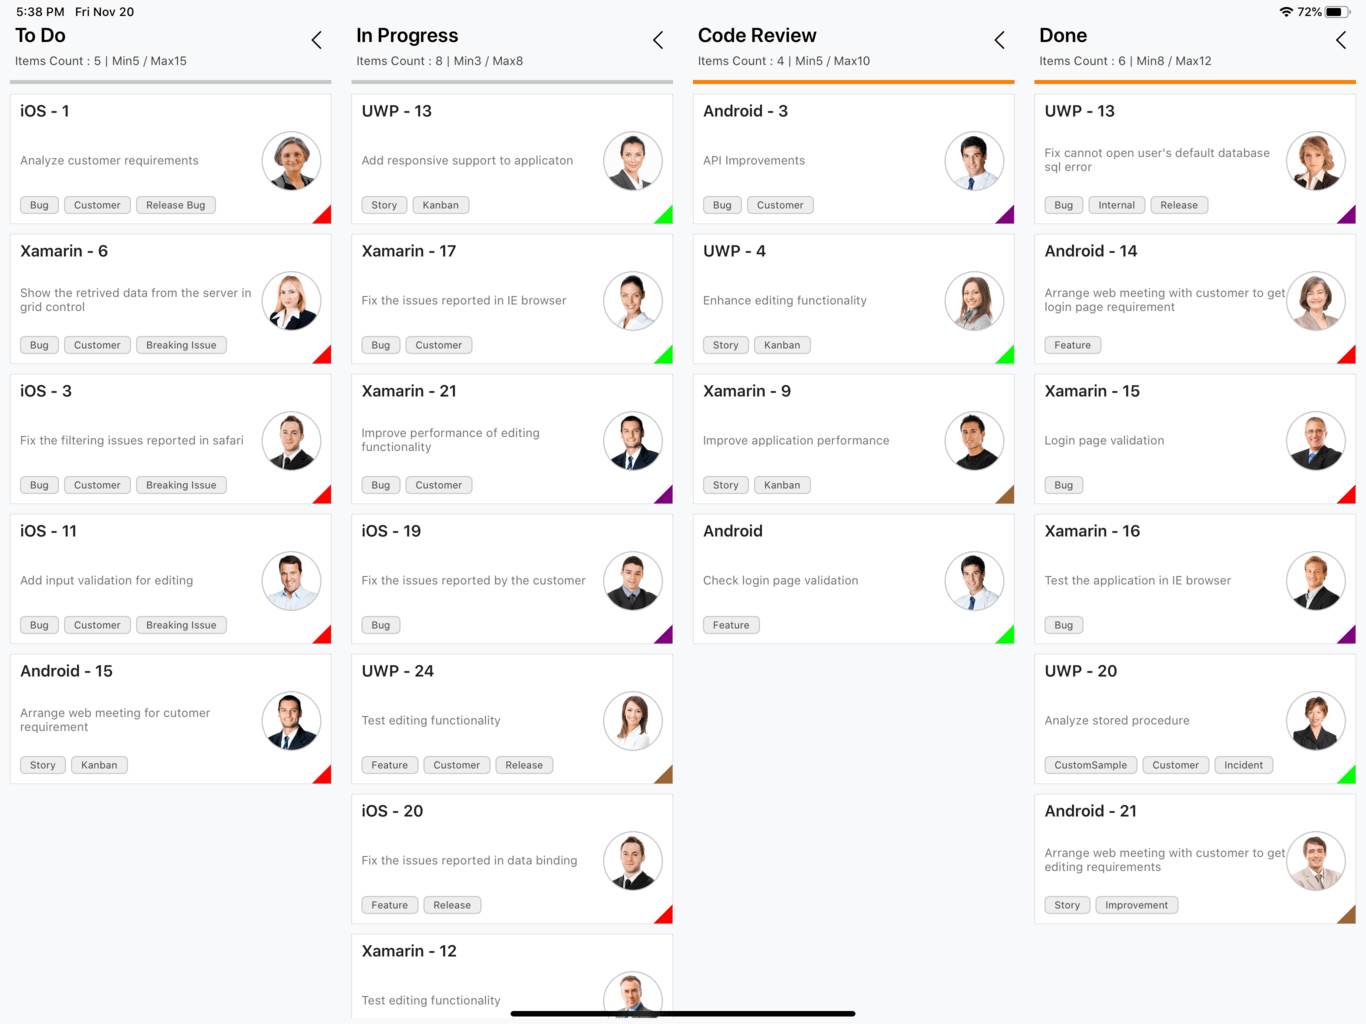 5:38 PM Fri Nov 20
72%
To Do
Items Count : 5 | Min5 / Max15
iOS - 1
Analyze customer requirements
Bug Customer Release Bug
Xamarin - 6
Show the retrived data from the server in
grid control
Bug Customer Breaking Issue
iOS - 3
Fix the filtering issues reported in safari
Bug Customer Breaking Issue
iOS - 11
Add input validation for editing
Bug Customer Breaking Issue
Android - 15
Arrange web meeting for cutomer
requirement
Story Kanban
In Progress
Items Count : 8 | Min3 / Max8
UWP - 13
Add responsive support to applicaton
Story Kanban
Xamarin - 17
Fix the issues reported in IE browser
Bug Customer
Xamarin - 21
Improve performance of editing
functionality
Bug Customer
iOS - 19
Fix the issues reported by the customer
Bug
UWP - 24
Test editing functionality
Feature Customer Release
iOS - 20
Fix the issues reported in data binding
Feature Release
Xamarin - 12
Test editing functionality
Code Review
Items Count : 4 | Min5 / Max10
Android - 3
API Improvements
Bug Customer
UWP - 4
Enhance editing functionality
Story Kanban
Xamarin - 9
Improve application performance
Story Kanban
Android
Check login page validation
Feature
Done
Items Count : 6 | Min8 / Max12
UWP - 13
Fix cannot open user's default database
sql error
Bug Internal Release
Android - 14
Arrange web meeting with customer to get
login page requirement
Feature
Xamarin - 15
Login page validation
Bug
Xamarin - 16
Test the application in IE browser
Bug
UWP - 20
Analyze stored procedure
CustomSample Customer Incident
Android - 21
Arrange web meeting with customer to get
editing requirements
Story Improvement